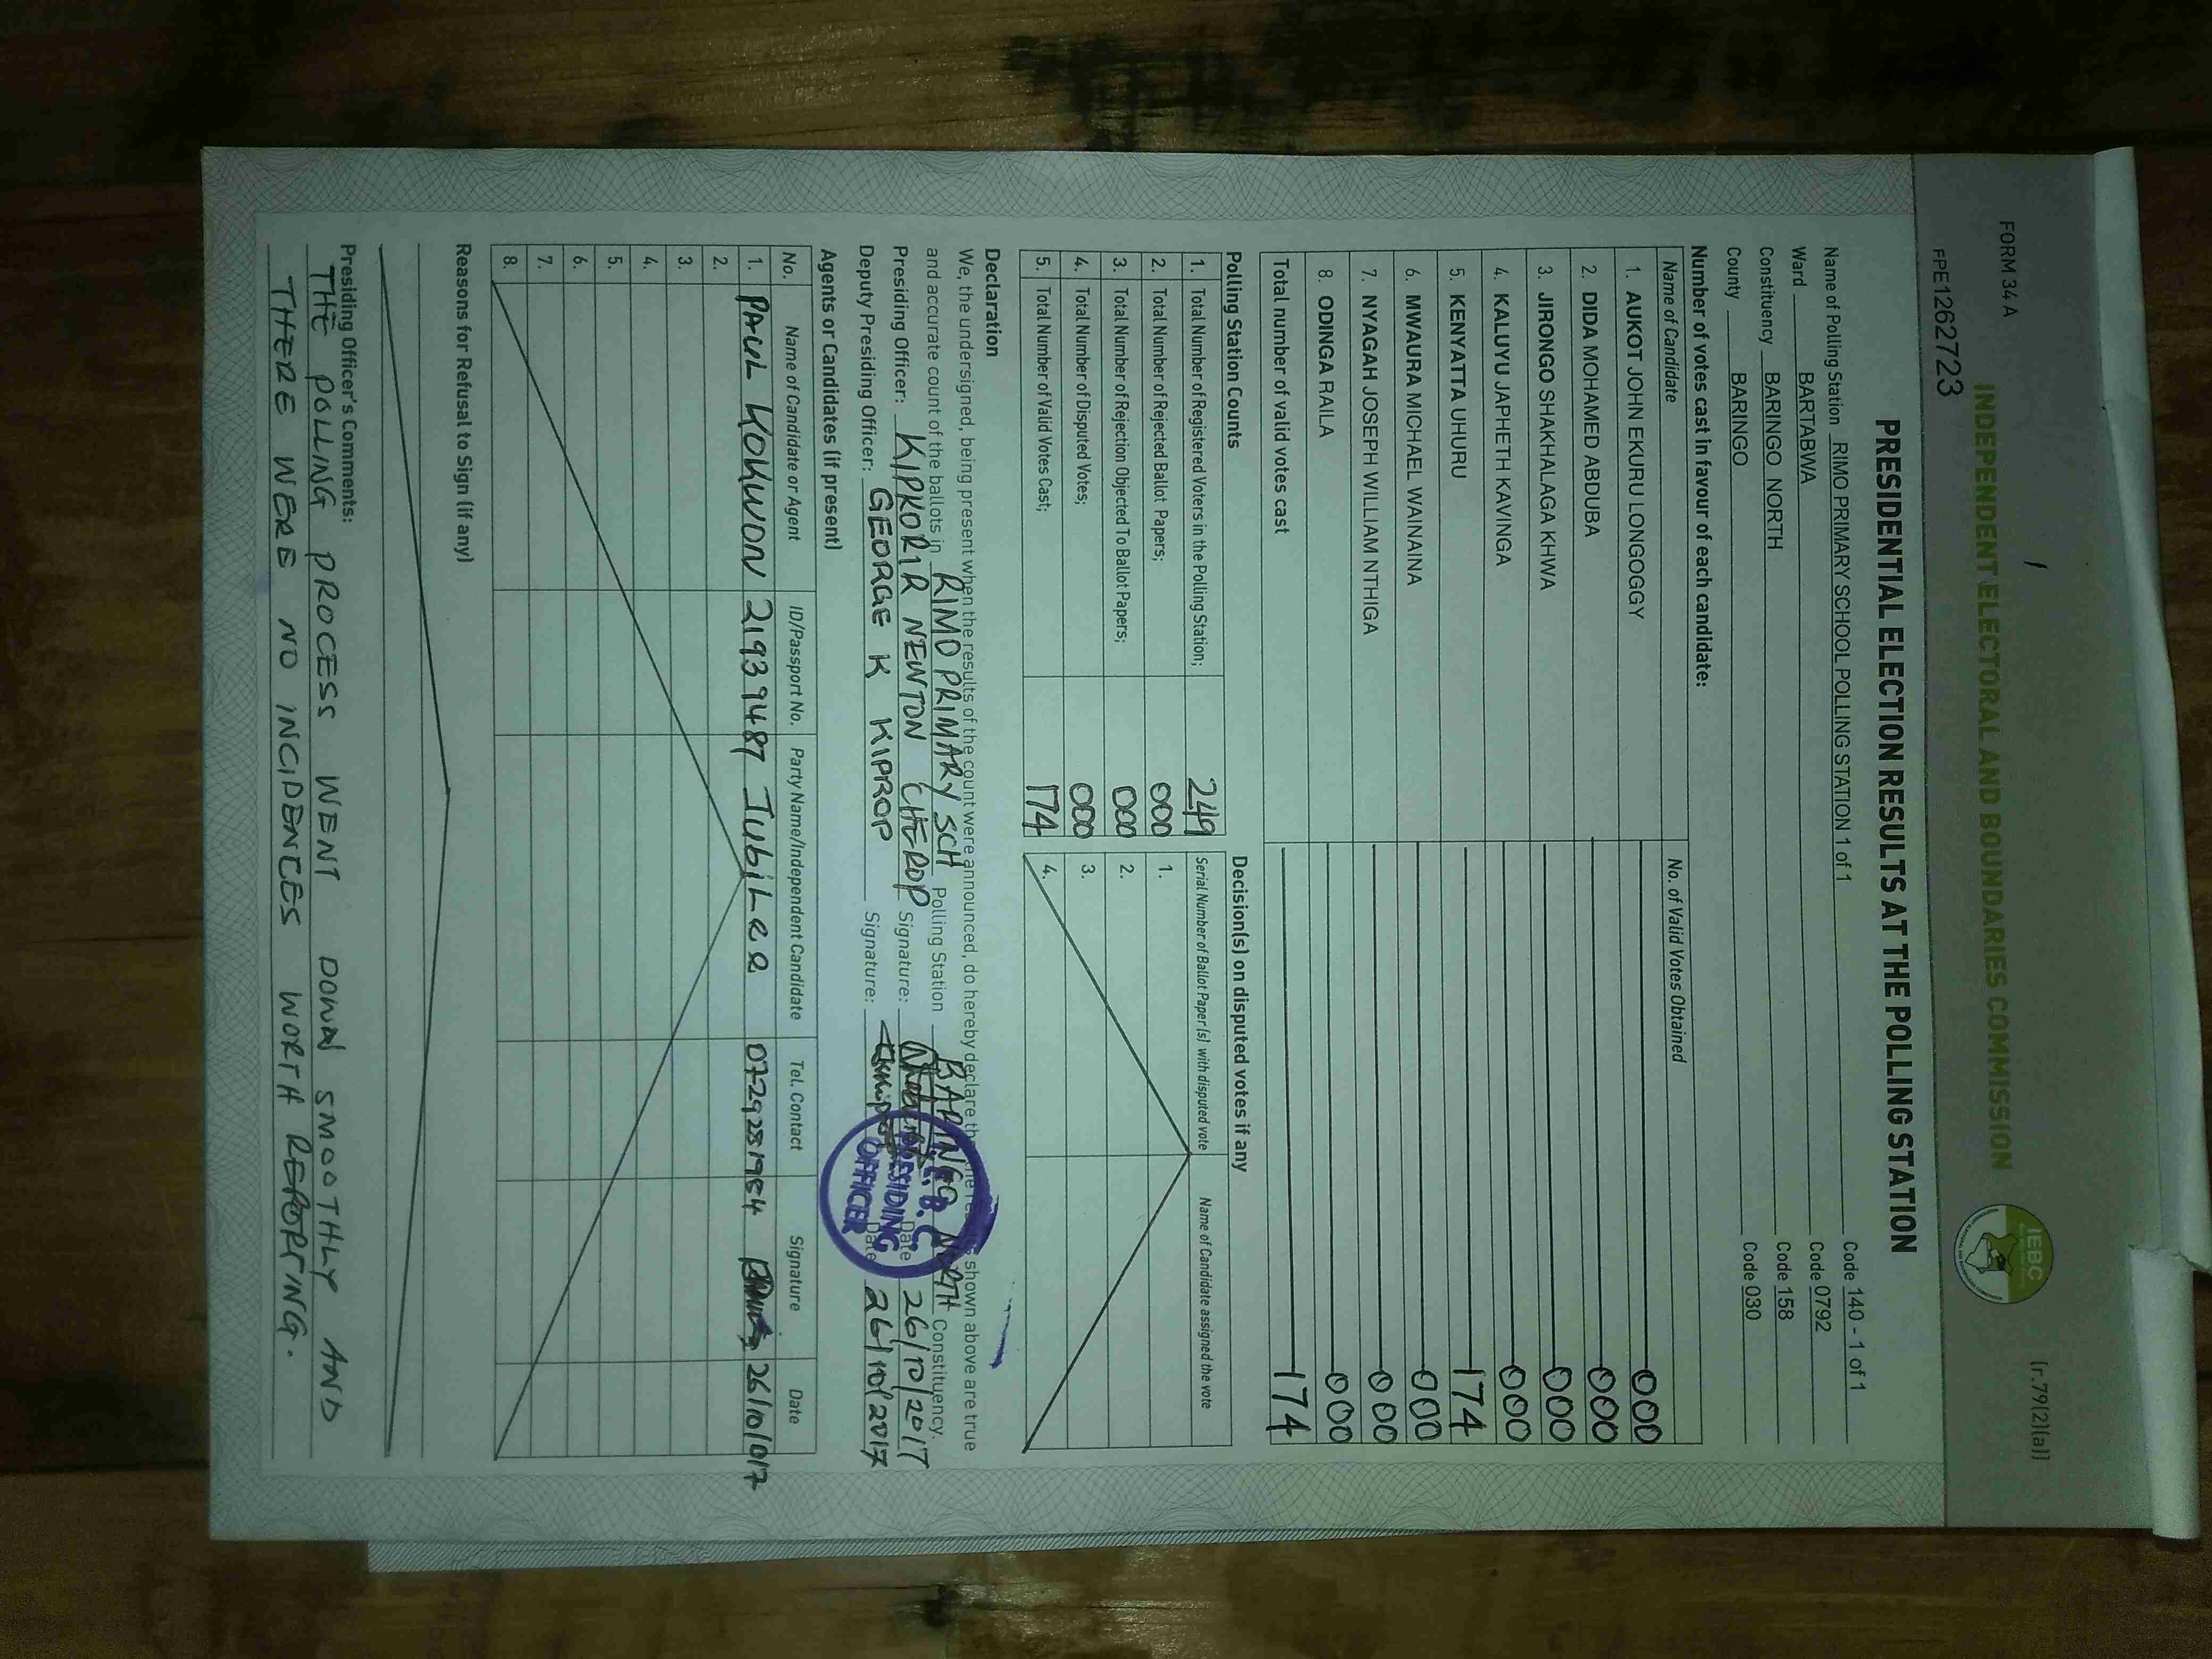 FORM 34 A
(r.79(2)(a))
INDEPENDENT ELECTORAL AND BOUNDARIES COMMISSION
IEBC
FPE1262723
PRESIDENTIAL ELECTION RESULTS AT THE POLLING STATION
Name of Polling Station RIMO PRIMARY SCHOOL POLLING STATION 1 of 1 Code 140 - 1 of 1
Ward BARTABWA Code 0792
Constituency BARINGO NORTH Code 158
County BARINGO Code 030
Number of votes cast in favour of each candidate:
Name of Candidate No. of Valid Votes Obtained
1. AUKOT JOHN EKURU LONGOGGY 000
2. DIDA MOHAMED ABDUBA 000
3. JIRONGO SHAKHALAGA KHWA 000
4. KALUYU JAPHETH KAVINGA 000
5. KENYATTA UHURU 174
6. MWAURA MICHAEL WAINAINA 000
7. NYAGAH JOSEPH WILLIAM NTHIGA 000
8. ODINGA RAILA 000
Total number of valid votes cast 174
Polling Station Counts
1. Total Number of Registered Voters in the Polling Station; 249
2. Total Number of Rejected Ballot Papers; 000
3. Total Number of Rejection Objected To Ballot Papers; 000
4. Total Number of Disputed Votes; 000
5. Total Number of Valid Votes Cast; 174
Decision(s) on disputed votes if any
Serial Number of Ballot Paper(s) with disputed vote Name of Candidate assigned the vote
1.
2.
3.
4.
Declaration
We, the undersigned, being present when the results of the count were announced, do hereby declare that the results shown above are true
and accurate count of the ballots in RIMO PRIMARY SCH Polling Station BARINGO NORTH Constituency.
Presiding Officer: KIPKORIR NEWTON CHEROP Signature: Date 26/10/2017
Deputy Presiding Officer: GEORGE K KIPROP Signature: Date 26/10/2017
I.E.B.C.
PRESIDING
OFFICER
Agents or Candidates (if present)
No. Name of Candidate or Agent ID/Passport No. Party Name/Independent Candidate Tel. Contact Signature Date
1. PAUL KOKWON 21939487 JubiLee 0729281954 26/10/017
2.
3.
4.
5.
6.
7.
8.
Reasons for Refusal to Sign (if any)
Presiding Officer's Comments:
THE POLLING PROCESS WENT DOWN SMOOTHLY AND
THERE WERE NO INCIDENCES WORTH REPORTING.